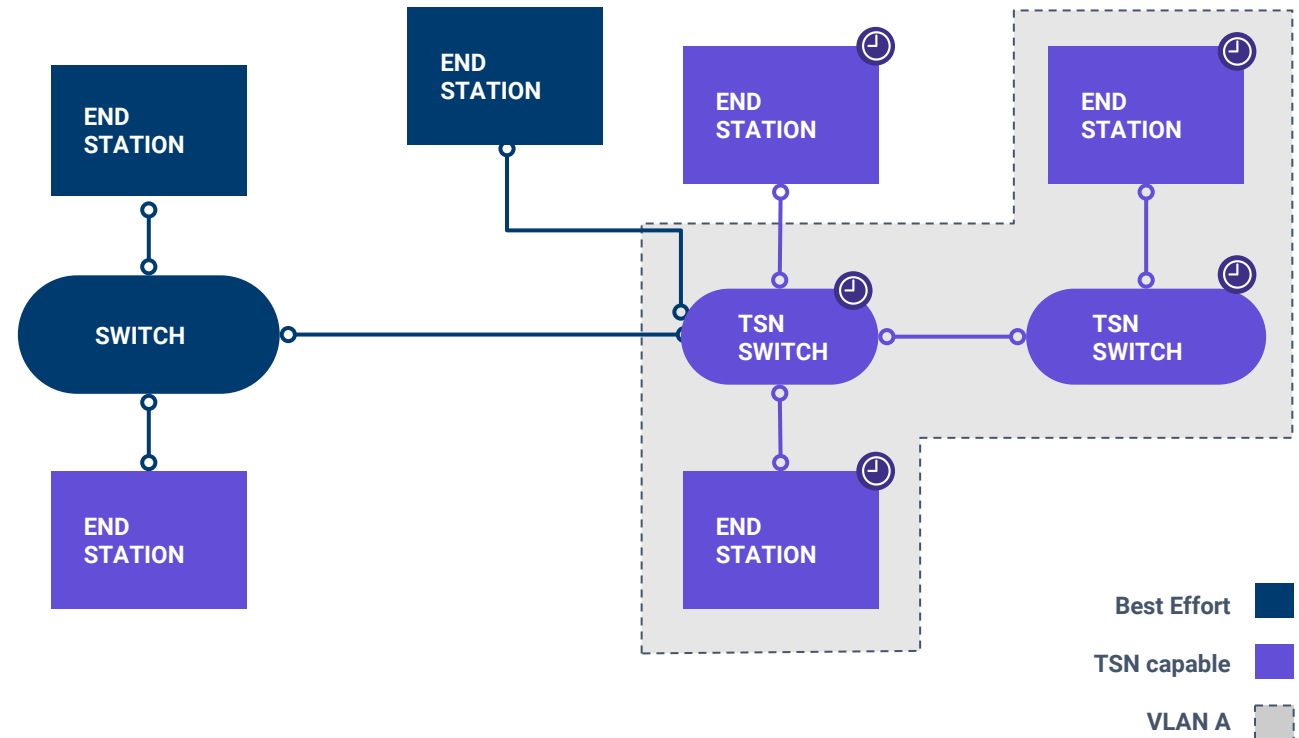 END
STATION
END
STATION
END
STATION
END
STATION
SWITCH
TSN
SWITCH
TSN
SWITCH
END
STATION
END
STATION
Best Effort
TSN capable
VLAN A